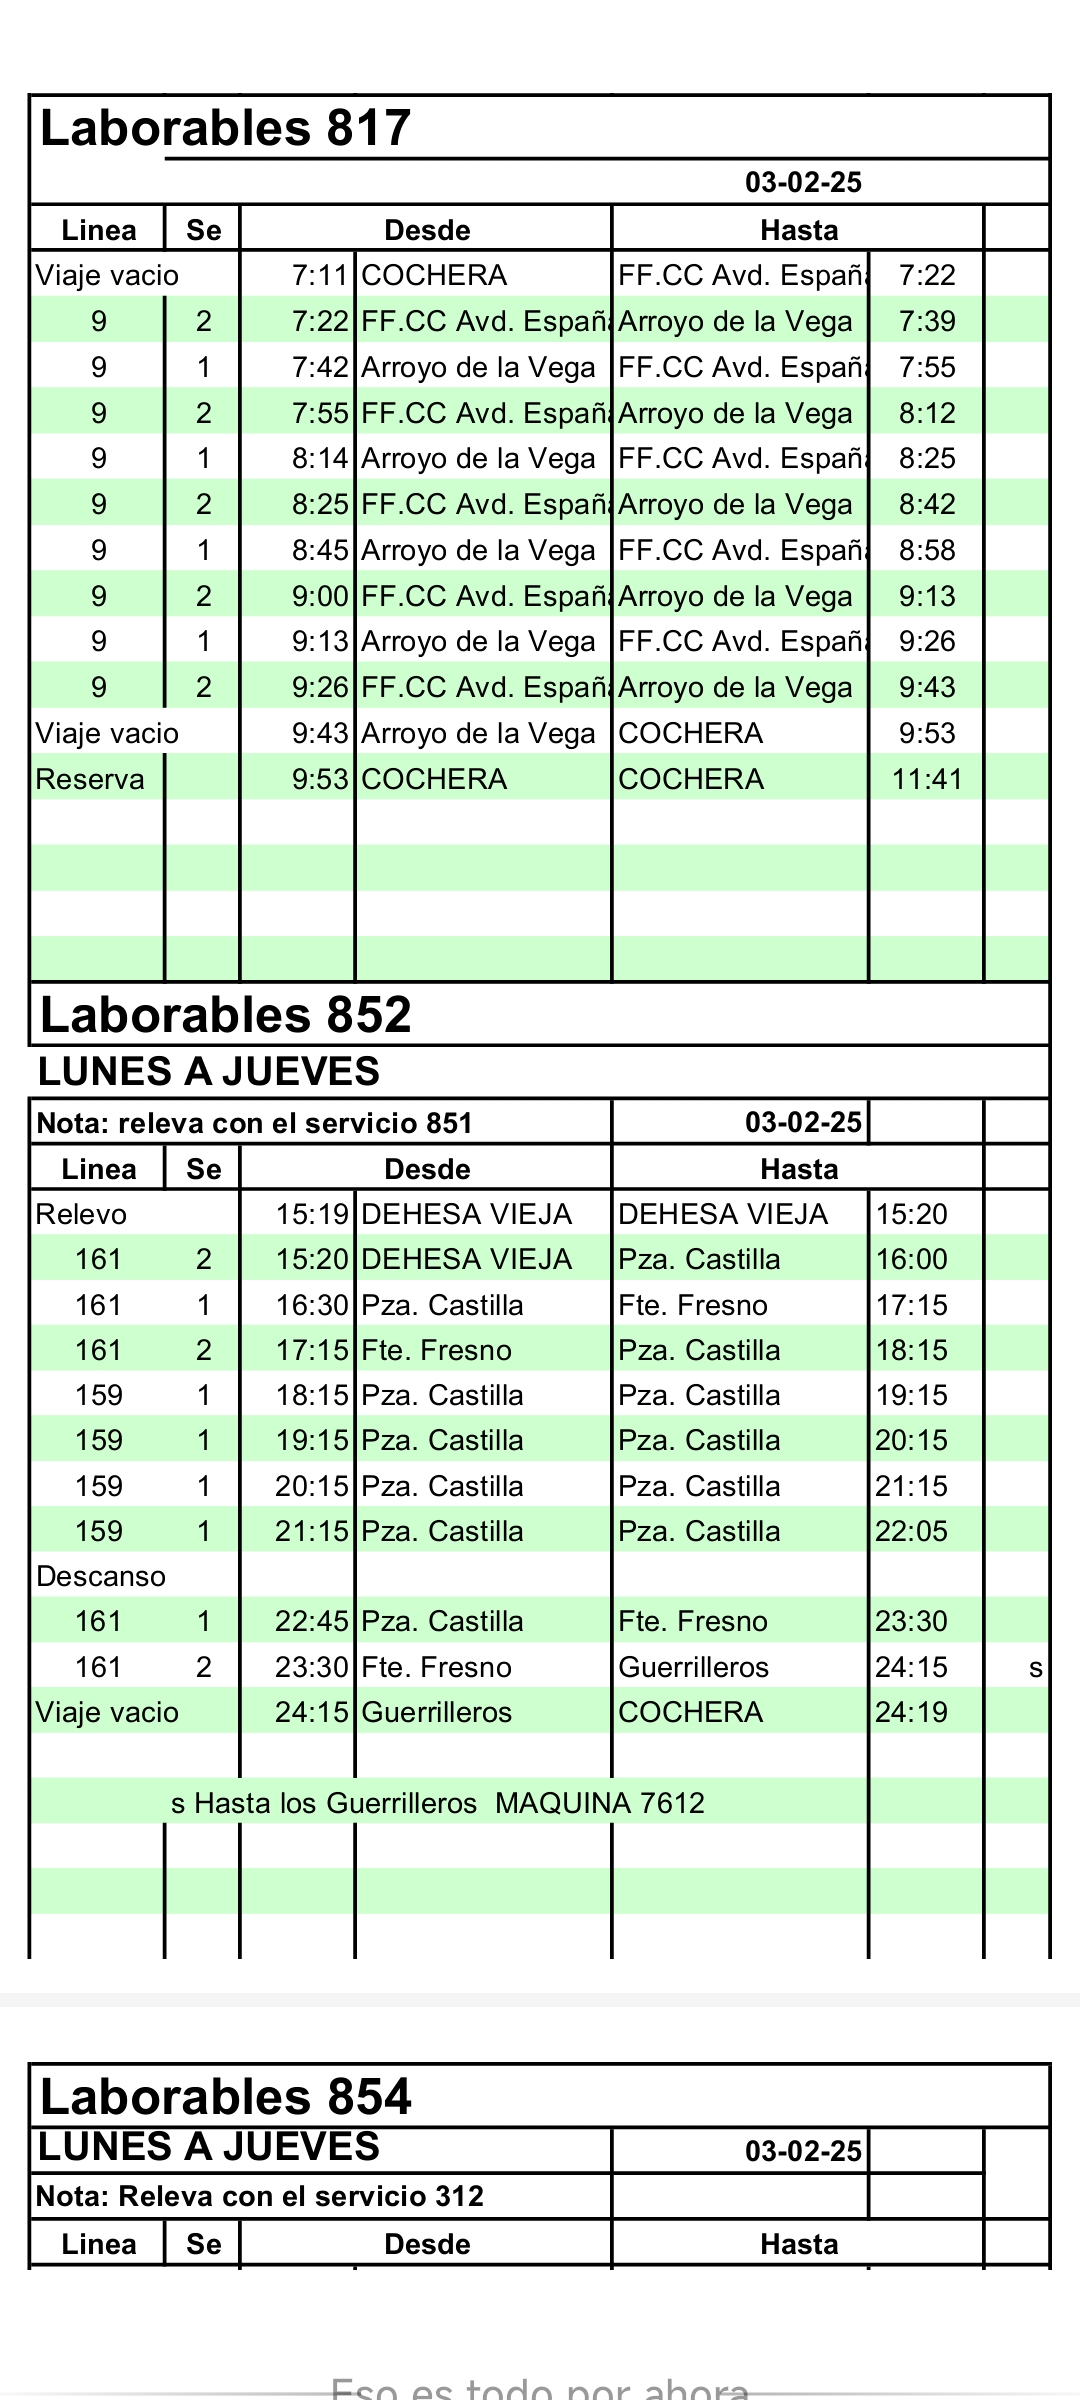 Laborables 817
03-02-25
Linea Se Desde Hasta
Viaje vacio 7:11 COCHERA FF.CC Avd. España 7:22
9 2 7:22 FF.CC Avd. España Arroyo de la Vega 7:39
9 1 7:42 Arroyo de la Vega FF.CC Avd. España 7:55
9 2 7:55 FF.CC Avd. España Arroyo de la Vega 8:12
9 1 8:14 Arroyo de la Vega FF.CC Avd. España 8:25
9 2 8:25 FF.CC Avd. España Arroyo de la Vega 8:42
9 1 8:45 Arroyo de la Vega FF.CC Avd. España 8:58
9 2 9:00 FF.CC Avd. España Arroyo de la Vega 9:13
9 1 9:13 Arroyo de la Vega FF.CC Avd. España 9:26
9 2 9:26 FF.CC Avd. España Arroyo de la Vega 9:43
Viaje vacio 9:43 Arroyo de la Vega COCHERA 9:53
Reserva 9:53 COCHERA COCHERA 11:41
Laborables 852
LUNES A JUEVES
Nota: releva con el servicio 851 03-02-25
Linea Se Desde Hasta
Relevo 15:19 DEHESA VIEJA DEHESA VIEJA 15:20
161 2 15:20 DEHESA VIEJA Pza. Castilla 16:00
161 1 16:30 Pza. Castilla Fte. Fresno 17:15
161 2 17:15 Fte. Fresno Pza. Castilla 18:15
159 1 18:15 Pza. Castilla Pza. Castilla 19:15
159 1 19:15 Pza. Castilla Pza. Castilla 20:15
159 1 20:15 Pza. Castilla Pza. Castilla 21:15
159 1 21:15 Pza. Castilla Pza. Castilla 22:05
Descanso
161 1 22:45 Pza. Castilla Fte. Fresno 23:30
161 2 23:30 Fte. Fresno Guerrilleros 24:15 s
Viaje vacio 24:15 Guerrilleros COCHERA 24:19
s Hasta los Guerrilleros MAQUINA 7612
Laborables 854
LUNES A JUEVES 03-02-25
Nota: Releva con el servicio 312
Linea Se Desde Hasta
Eso es todo por ahora